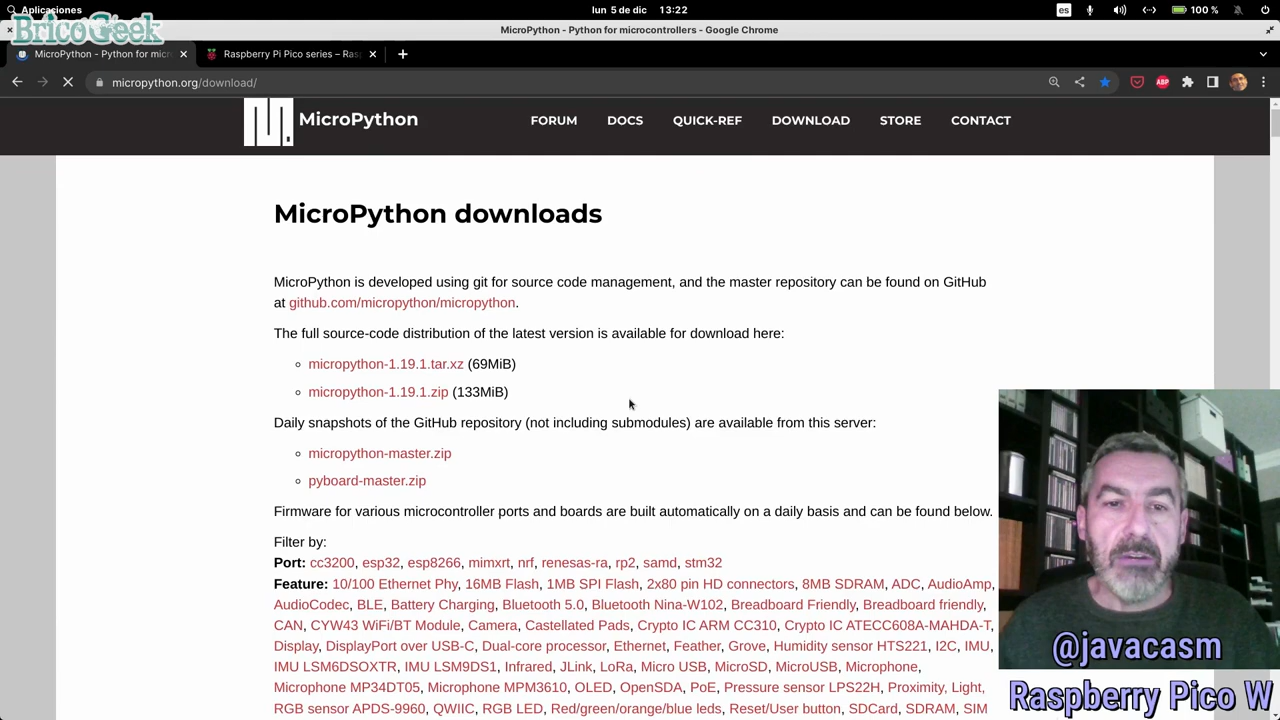 Aplicaciones
lun 5 de dic 13:22
es
100 %
BricoGeek
MicroPython - Python for microcontrollers - Google Chrome
MicroPython - Python for micr
Raspberry Pi Pico series – Ras
micropython.org/download/
ABP
MicroPython
FORUM DOCS QUICK-REF DOWNLOAD STORE CONTACT
MicroPython downloads
MicroPython is developed using git for source code management, and the master repository can be found on GitHub
at github.com/micropython/micropython.
The full source-code distribution of the latest version is available for download here:
micropython-1.19.1.tar.xz (69MiB)
micropython-1.19.1.zip (133MiB)
Daily snapshots of the GitHub repository (not including submodules) are available from this server:
micropython-master.zip
pyboard-master.zip
Firmware for various microcontroller ports and boards are built automatically on a daily basis and can be found below.
Filter by:
Port: cc3200, esp32, esp8266, mimxrt, nrf, renesas-ra, rp2, samd, stm32
Feature: 10/100 Ethernet Phy, 16MB Flash, 1MB SPI Flash, 2x80 pin HD connectors, 8MB SDRAM, ADC, AudioAmp,
AudioCodec, BLE, Battery Charging, Bluetooth 5.0, Bluetooth Nina-W102, Breadboard Friendly, Breadboard friendly,
CAN, CYW43 WiFi/BT Module, Camera, Castellated Pads, Crypto IC ARM CC310, Crypto IC ATECC608A-MAHDA-T,
Display, DisplayPort over USB-C, Dual-core processor, Ethernet, Feather, Grove, Humidity sensor HTS221, I2C, IMU,
IMU LSM6DSOXTR, IMU LSM9DS1, Infrared, JLink, LoRa, Micro USB, MicroSD, MicroUSB, Microphone,
Microphone MP34DT05, Microphone MPM3610, OLED, OpenSDA, PoE, Pressure sensor LPS22H, Proximity, Light,
RGB sensor APDS-9960, QWIIC, RGB LED, Red/green/orange/blue leds, Reset/User button, SDCard, SDRAM, SIM
@javacasm
Raspberry Pico W